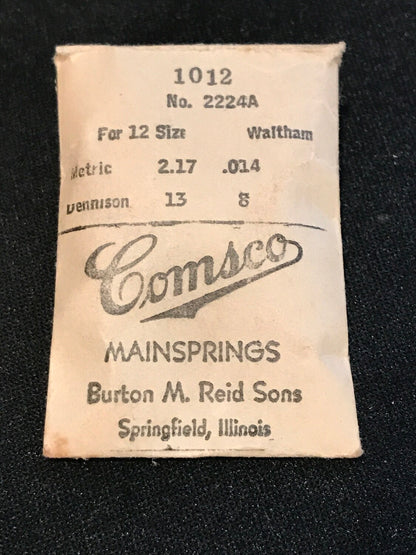 1012
No. 2224A
For 12 Size Waltham
Metric 2.17 .014
Dennison 13 8
Comsco
MAINSPRINGS
Burton M. Reid Sons
Springfield, Illinois